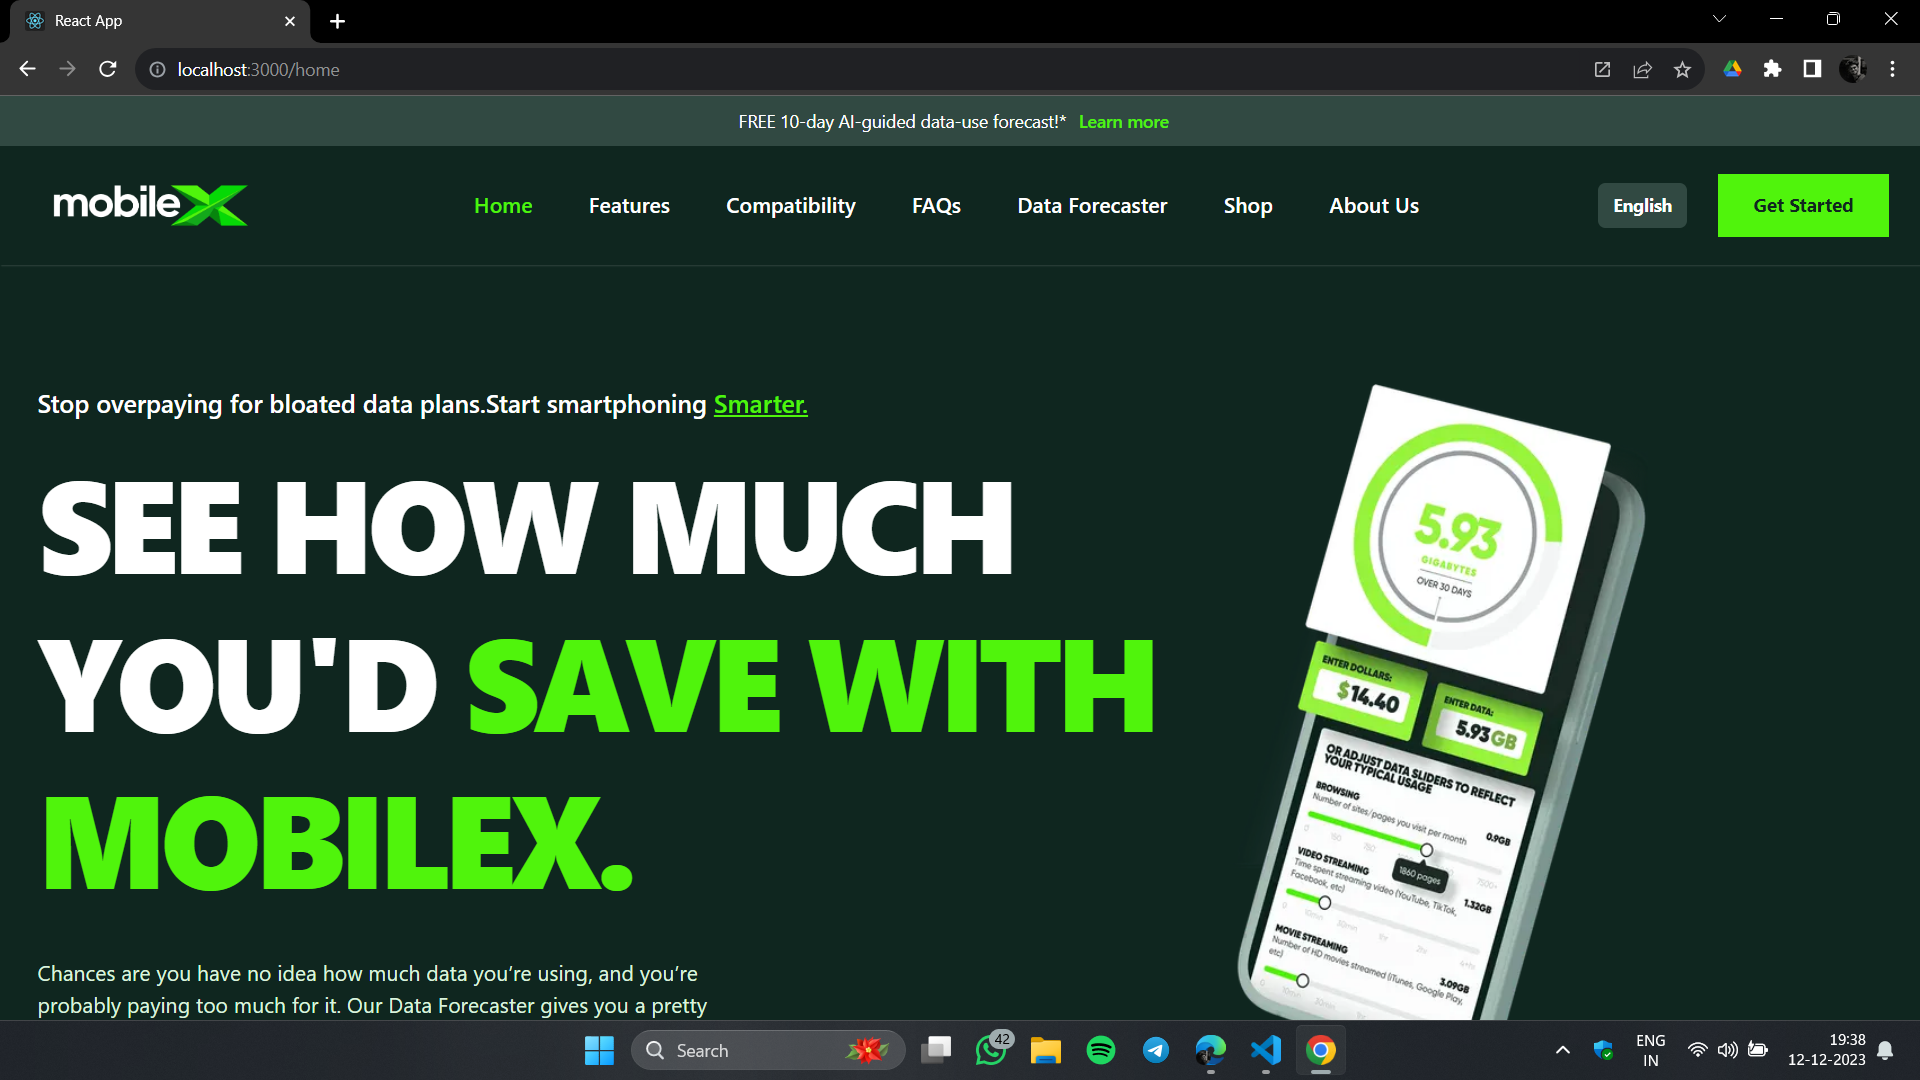 React App
localhost:3000/home
FREE 10-day AI-guided data-use forecast!* Learn more
mobileX
Home Features Compatibility FAQs Data Forecaster Shop About Us English Get Started
Stop overpaying for bloated data plans.Start smartphoning Smarter.
SEE HOW MUCH
YOU'D SAVE WITH
MOBILEX.
Chances are you have no idea how much data you’re using, and you’re
probably paying too much for it. Our Data Forecaster gives you a pretty
5.93
GIGABYTES
OVER 30 DAYS
ENTER DOLLARS:
$14.40
ENTER DATA:
5.93GB
OR ADJUST DATA SLIDERS TO REFLECT
YOUR TYPICAL USAGE
BROWSING
Number of sites/pages you visit per month
0.9GB
1860 pages
7500+
VIDEO STREAMING
Time spent streaming video (YouTube, TikTok,
Facebook, etc)
1.32GB
MOVIE STREAMING
Number of HD movies streamed (iTunes, Google Play,
etc)
3.09GB
Search
42
ENG
IN
19:38
12-12-2023